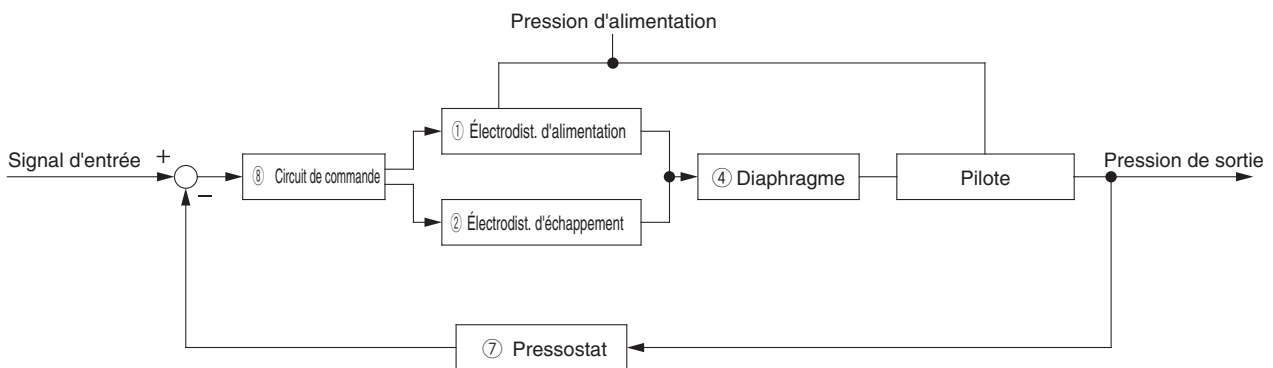 Pression d'alimentation
① Électrodist. d'alimentation
Signal d'entrée
+
⑧ Circuit de commande
④ Diaphragme
Pilote
Pression de sortie
−
② Électrodist. d'échappement
⑦ Pressostat